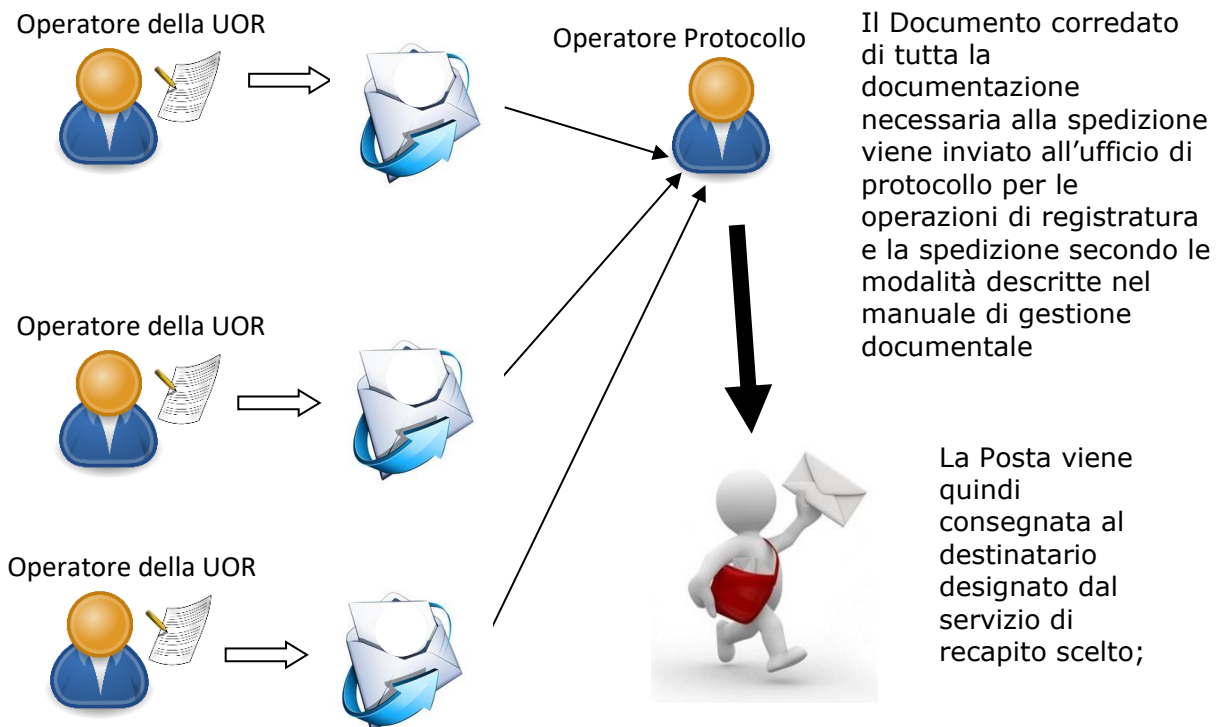 Operatore della UOR
Operatore Protocollo
Il Documento corredato
di tutta la
documentazione
necessaria alla spedizione
viene inviato all’ufficio di
protocollo per le
operazioni di registratura
e la spedizione secondo le
modalità descritte nel
manuale di gestione
documentale
Operatore della UOR
La Posta viene
quindi
consegnata al
destinatario
designato dal
servizio di
recapito scelto;
Operatore della UOR